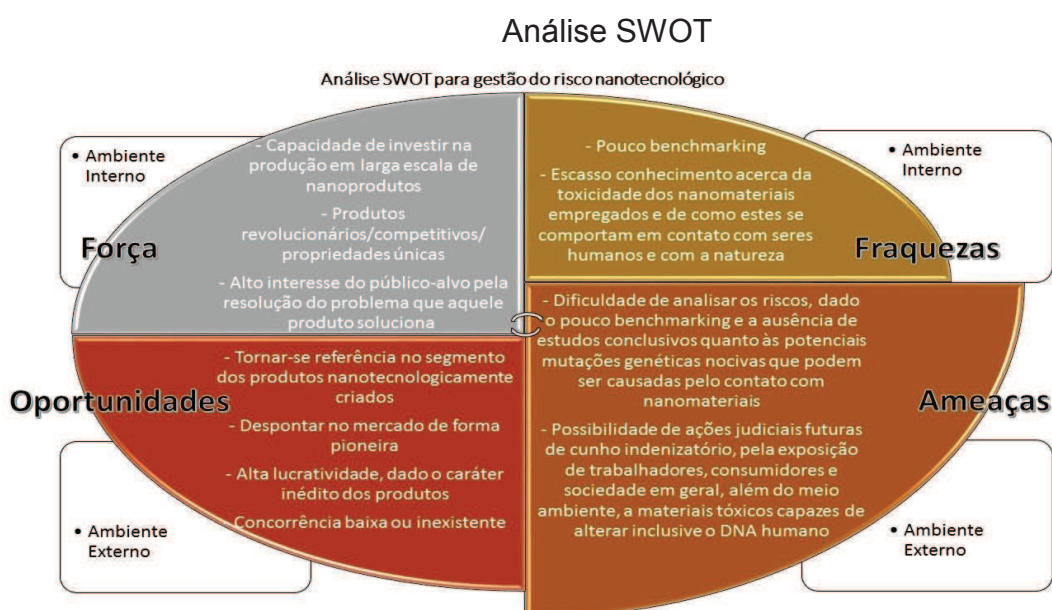 Análise SWOT
Análise SWOT para gestão do risco nanotecnológico
• Ambiente
Interno
Força
- Capacidade de investir na
produção em larga escala de
nanoprodutos
- Produtos
revolucionários/competitivos/
propriedades únicas
- Alto interesse do público-alvo pela
resolução do problema que aquele
produto soluciona
- Pouco benchmarking
- Escasso conhecimento acerca da
toxicidade dos nanomateriais
empregados e de como estes se
comportam em contato com seres
humanos e com a natureza
• Ambiente
Interno
Fraquezas
Oportunidades
- Tornar-se referência no segmento
dos produtos nanotecnologicamente
criados
- Despontar no mercado de forma
pioneira
- Alta lucratividade, dado o caráter
inédito dos produtos
- Concorrência baixa ou inexistente
• Ambiente
Externo
- Dificuldade de analisar os riscos, dado
o pouco benchmarking e a ausência de
estudos conclusivos quanto às potenciais
mutações genéticas nocivas que podem
ser causadas pelo contato com
nanomateriais
- Possibilidade de ações judiciais futuras
de cunho indenizatório, pela exposição
de trabalhadores, consumidores e
sociedade em geral, além do meio
ambiente, a materiais tóxicos capazes de
alterar inclusive o DNA humano
Ameaças
• Ambiente
Externo